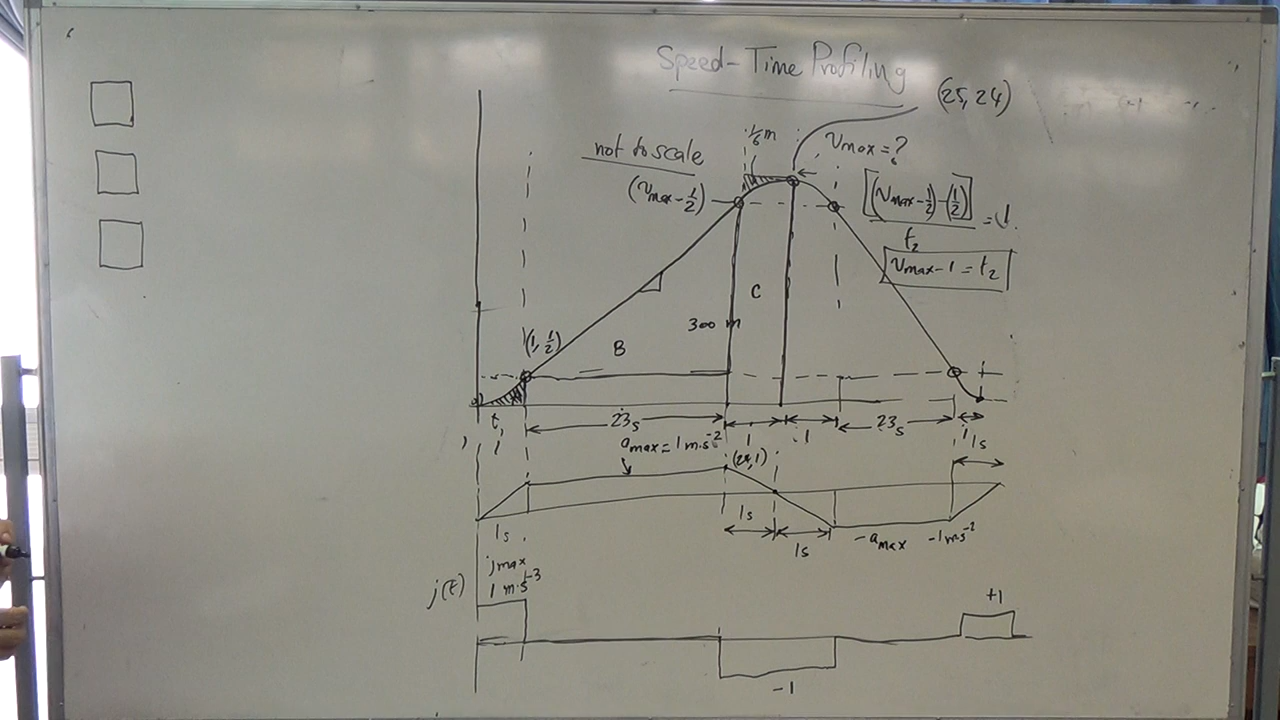 Speed-Time Profiling
(25, 24)
1/6 m
not to scale
Vmax = ?
(Vmax - 1/2)
[(Vmax - 1/2) - (1/2)] / t2 = 1
Vmax - 1 = t2
C
300 m
(1, 1/2)
B
t1
23s
1
1
23s
1
amax = 1 m·s⁻²
(24, 1)
1s
1s
1s
1s
-amax
-1 m·s⁻²
jmax
1 m·s⁻³
j(t)
+1
-1